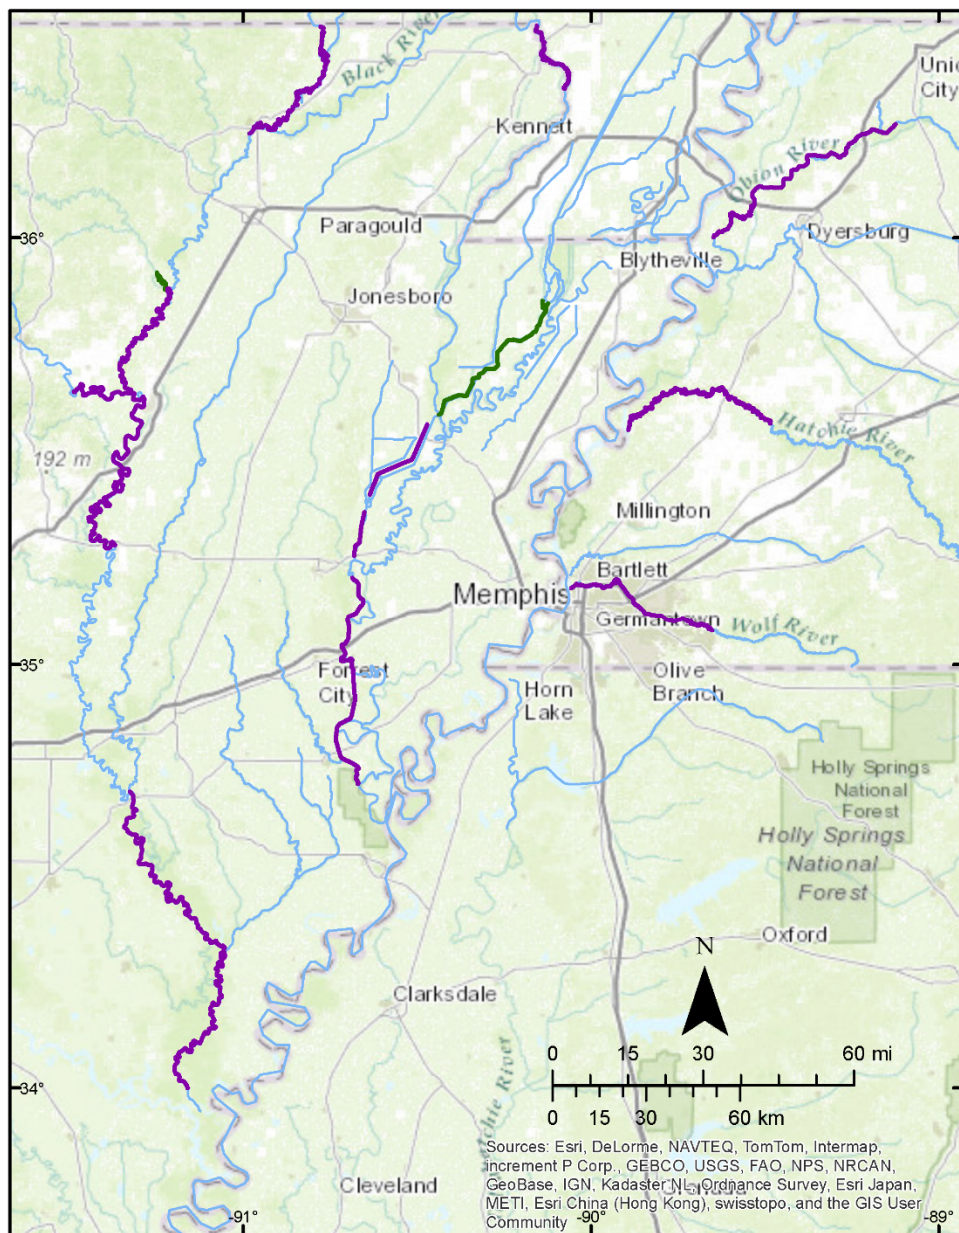 Black River
Union
City
Kennett
Obion River
Paragould
Dyersburg
36°
Blytheville
Jonesboro
Hatchie River
192 m
Millington
Bartlett
Memphis
Germantown
Wolf River
35°
Forrest
City
Olive
Branch
Horn
Lake
Holly Springs
National
Forest
Holly Springs
National
Forest
N
Oxford
Clarksdale
0 15 30 60 mi
34°
0 15 30 60 km
River
Sources: Esri, DeLorme, NAVTEQ, TomTom, Intermap,
increment P Corp., GEBCO, USGS, FAO, NPS, NRCAN,
GeoBase, IGN, Kadaster NL, Ordnance Survey, Esri Japan,
METI, Esri China (Hong Kong), swisstopo, and the GIS User
Community
Cleveland
Grenada
-91° -90° -89°